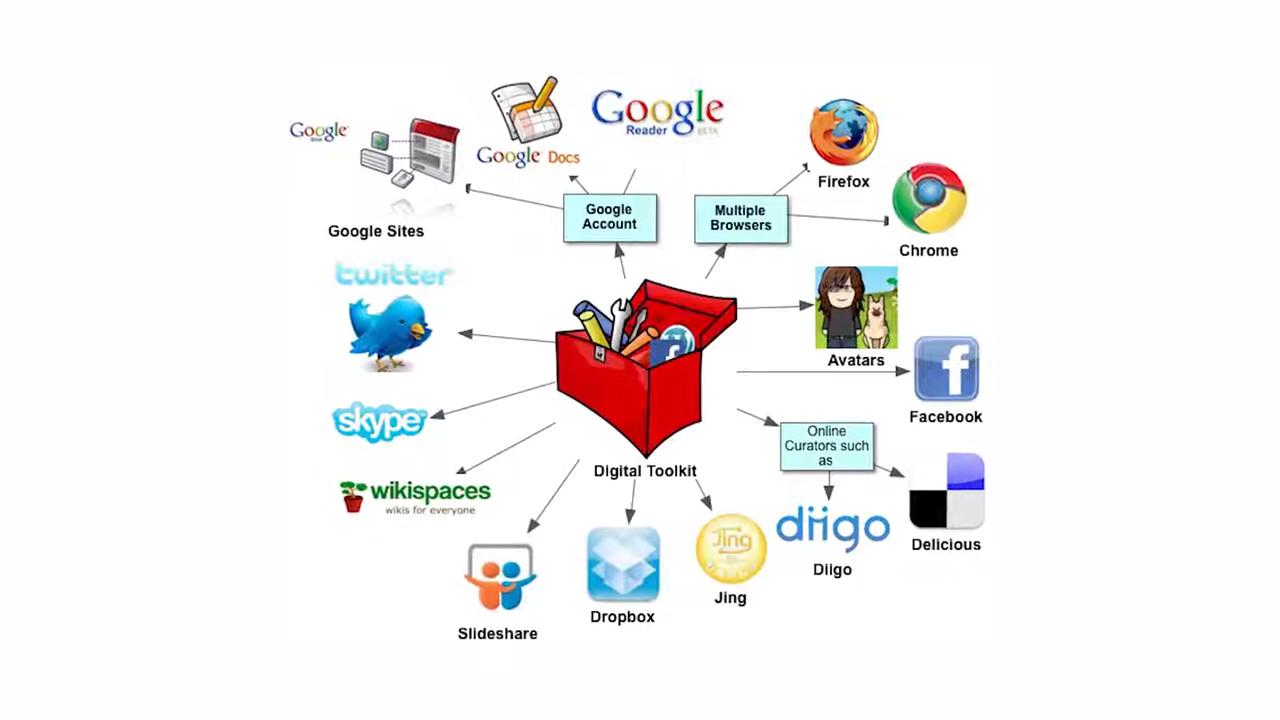 Google
Google Docs
Google
Reader
BETA
Firefox
Google Sites
Google
Account
Multiple
Browsers
Chrome
twitter
Avatars
skype
f
f
Facebook
Online
Curators such
as
Digital Toolkit
wikispaces
wikis for everyone
Jing
diigo
Delicious
Diigo
Jing
Dropbox
Slideshare